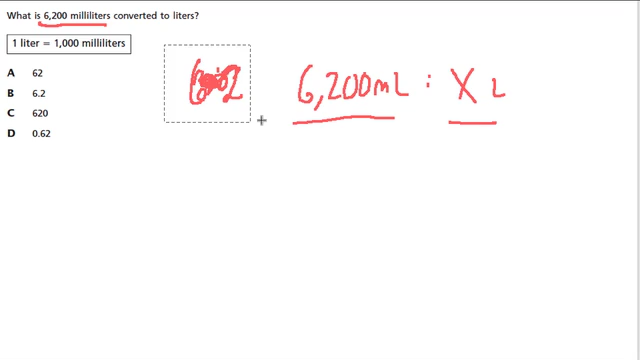 What is 6,200 milliliters converted to liters?
1 liter = 1,000 milliliters
A 62
B 6.2
C 620
D 0.62
6,200mL : X L